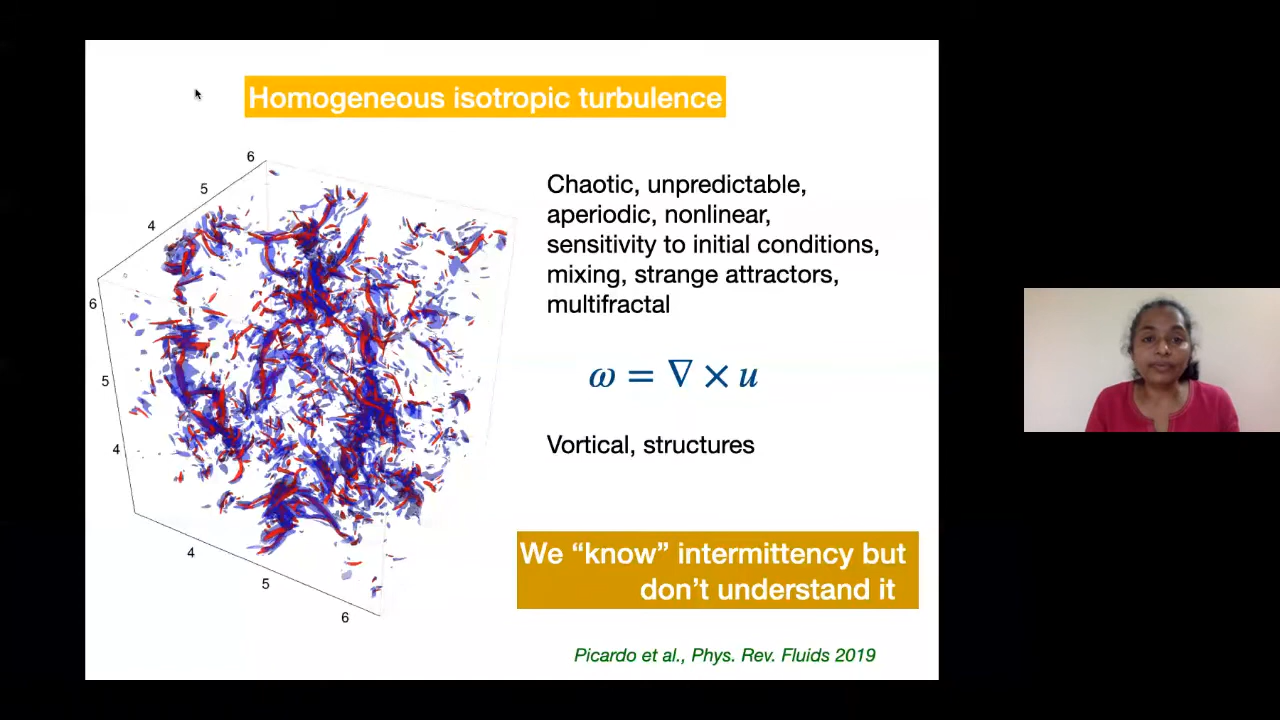 Homogeneous isotropic turbulence
6
5
4
6
5
4
4
5
6
Chaotic, unpredictable,
aperiodic, nonlinear,
sensitivity to initial conditions,
mixing, strange attractors,
multifractal
ω = ∇ × u
Vortical, structures
We “know” intermittency but
don’t understand it
Picardo et al., Phys. Rev. Fluids 2019